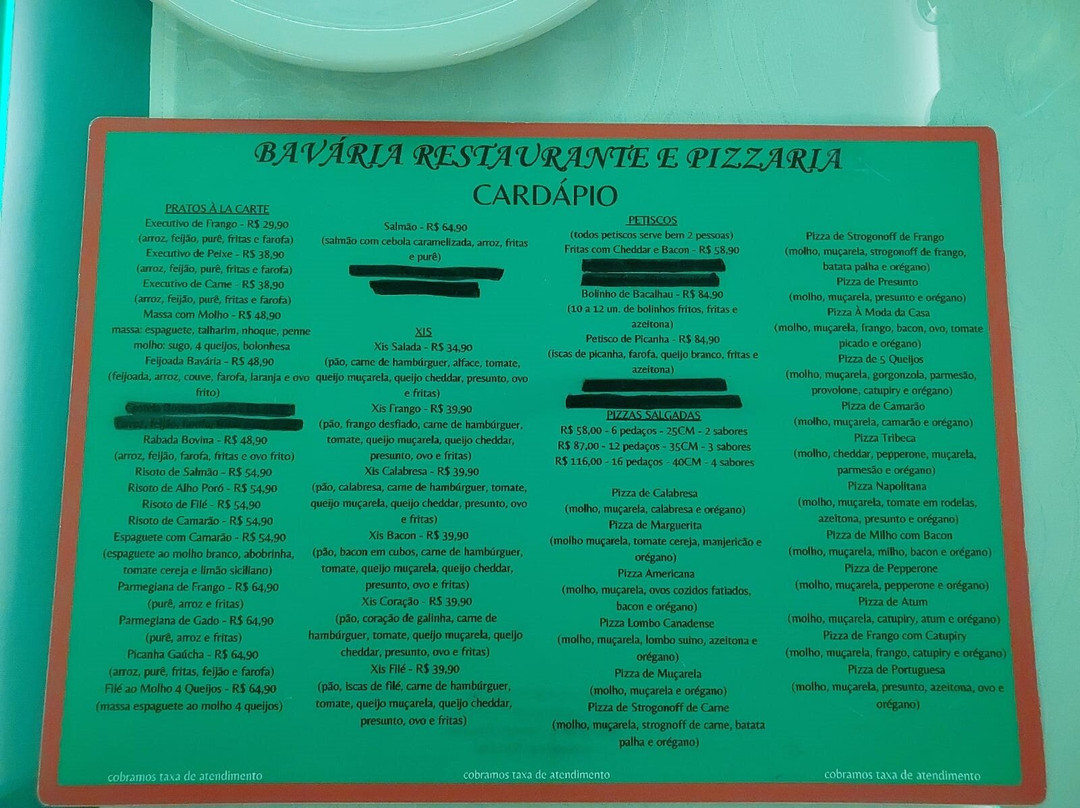 BAVÁRIA RESTAURANTE E PIZZARIA
CARDÁPIO
PRATOS À LA CARTE
Executivo de Frango - R$ 29,90
(arroz, feijão, purê, fritas e farofa)
Executivo de Peixe - R$ 38,90
(arroz, feijão, purê, fritas e farofa)
Executivo de Carne - R$ 38,90
(arroz, feijão, purê, fritas e farofa)
Massa com Molho - R$ 48,90
massa: espaguete, talharim, nhoque, penne
molho: sugo, 4 queijos, bolonhesa
Feijoada Bavária - R$ 48,90
(feijoada, arroz, couve, farofa, laranja e ovo
frito)
Rabada Bovina - R$ 48,90
(arroz, feijão, farofa, fritas e ovo frito)
Risoto de Salmão - R$ 54,90
Risoto de Alho Poró - R$ 54,90
Risoto de Filé - R$ 54,90
Risoto de Camarão - R$ 54,90
Espaguete com Camarão - R$ 54,90
(espaguete ao molho branco, abobrinha,
tomate cereja e limão siciliano)
Parmegiana de Frango - R$ 64,90
(purê, arroz e fritas)
Parmegiana de Gado - R$ 64,90
(purê, arroz e fritas)
Picanha Gaúcha - R$ 64,90
(arroz, purê, fritas, feijão e farofa)
Filé ao Molho 4 Queijos - R$ 64,90
(massa espaguete ao molho 4 queijos)
Salmão - R$ 64,90
(salmão com cebola caramelizada, arroz, fritas
e purê)
XIS
Xis Salada - R$ 34,90
(pão, carne de hambúrguer, alface, tomate,
queijo muçarela, queijo cheddar, presunto, ovo
e fritas)
Xis Frango - R$ 39,90
(pão, frango desfiado, carne de hambúrguer,
tomate, queijo muçarela, queijo cheddar,
presunto, ovo e fritas)
Xis Calabresa - R$ 39,90
(pão, calabresa, carne de hambúrguer, tomate,
queijo muçarela, queijo cheddar, presunto, ovo
e fritas)
Xis Bacon - R$ 39,90
(pão, bacon em cubos, carne de hambúrguer,
tomate, queijo muçarela, queijo cheddar,
presunto, ovo e fritas)
Xis Coração - R$ 39,90
(pão, coração de galinha, carne de
hambúrguer, tomate, queijo muçarela, queijo
cheddar, presunto, ovo e fritas)
Xis Filé - R$ 39,90
(pão, iscas de filé, carne de hambúrguer,
tomate, queijo muçarela, queijo cheddar,
presunto, ovo e fritas)
PETISCOS
(todos petiscos serve bem 2 pessoas)
Fritas com Cheddar e Bacon - R$ 58,90
Bolinho de Bacalhau - R$ 84,90
(10 a 12 un. de bolinhos fritos, fritas e
azeitona)
Petisco de Picanha - R$ 84,90
(iscas de picanha, farofa, queijo branco, fritas e
azeitona)
PIZZAS SALGADAS
R$ 58,00 - 6 pedaços - 25CM - 2 sabores
R$ 87,00 - 12 pedaços - 35CM - 3 sabores
R$ 116,00 - 16 pedaços - 40CM - 4 sabores
Pizza de Calabresa
(molho, muçarela, calabresa e orégano)
Pizza de Marguerita
(molho muçarela, tomate cereja, manjericão e
orégano)
Pizza Americana
(molho, muçarela, ovos cozidos fatiados,
bacon e orégano)
Pizza Lombo Canadense
(molho, muçarela, lombo suíno, azeitona e
orégano)
Pizza de Muçarela
(molho, muçarela e orégano)
Pizza de Strogonoff de Carne
(molho, muçarela, strognoff de carne, batata
palha e orégano)
Pizza de Strogonoff de Frango
(molho, muçarela, strogonoff de frango,
batata palha e orégano)
Pizza de Presunto
(molho, muçarela, presunto e orégano)
Pizza À Moda da Casa
(molho, muçarela, frango, bacon, ovo, tomate
picado e orégano)
Pizza de 5 Queijos
(molho, muçarela, gorgonzola, parmesão,
provolone, catupiry e orégano)
Pizza de Camarão
(molho, muçarela, camarão e orégano)
Pizza Tribeca
(molho, cheddar, pepperone, muçarela,
parmesão e orégano)
Pizza Napolitana
(molho, muçarela, tomate em rodelas,
azeitona, presunto e orégano)
Pizza de Milho com Bacon
(molho, muçarela, milho, bacon e orégano)
Pizza de Pepperone
(molho, muçarela, pepperone e orégano)
Pizza de Atum
(molho, muçarela, catupiry, atum e orégano)
Pizza de Frango com Catupiry
(molho, muçarela, frango, catupiry e orégano)
Pizza de Portuguesa
(molho, muçarela, presunto, azeitona, ovo e
orégano)
cobramos taxa de atendimento
cobramos taxa de atendimento
cobramos taxa de atendimento